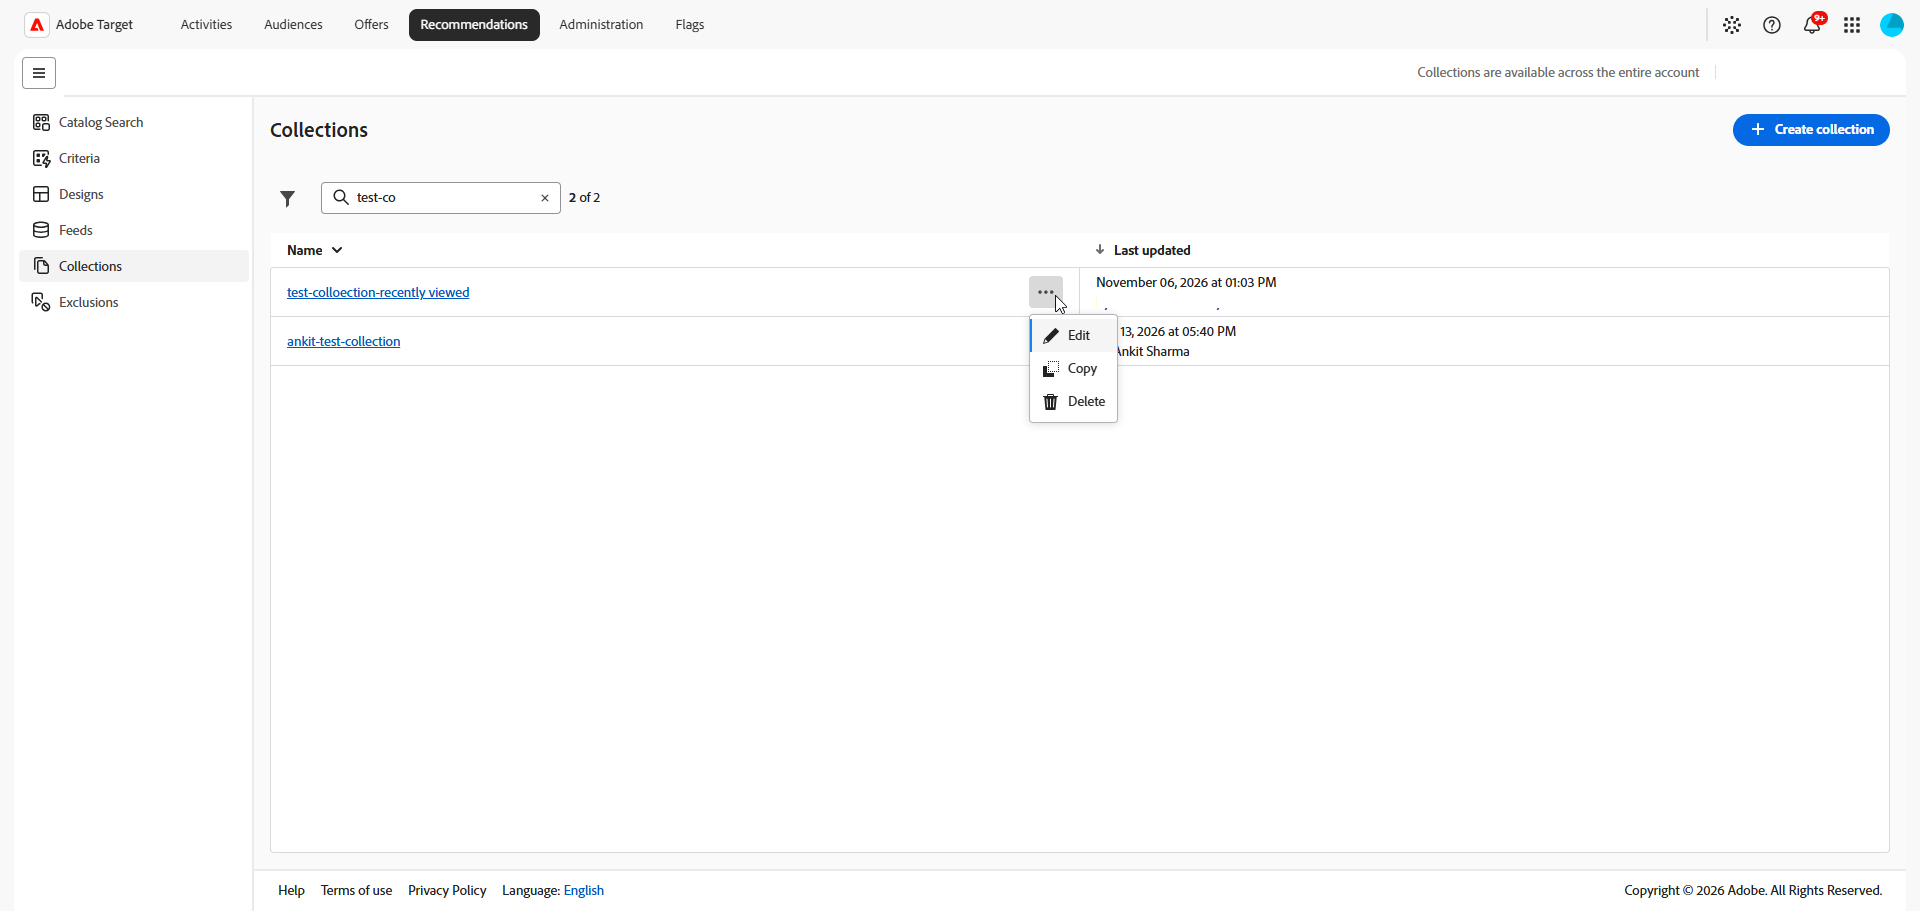 Adobe Target
Activities
Audiences
Offers
Recommendations
Administration
Flags
9+
Collections are available across the entire account
Catalog Search
Criteria
Designs
Feeds
Collections
Exclusions
Collections
Create collection
test-co
2 of 2
Name
Last updated
test-colloection-recently viewed
November 06, 2026 at 01:03 PM
ankit-test-collection
13, 2026 at 05:40 PM
Ankit Sharma
Edit
Copy
Delete
Help
Terms of use
Privacy Policy
Language: English
Copyright © 2026 Adobe. All Rights Reserved.